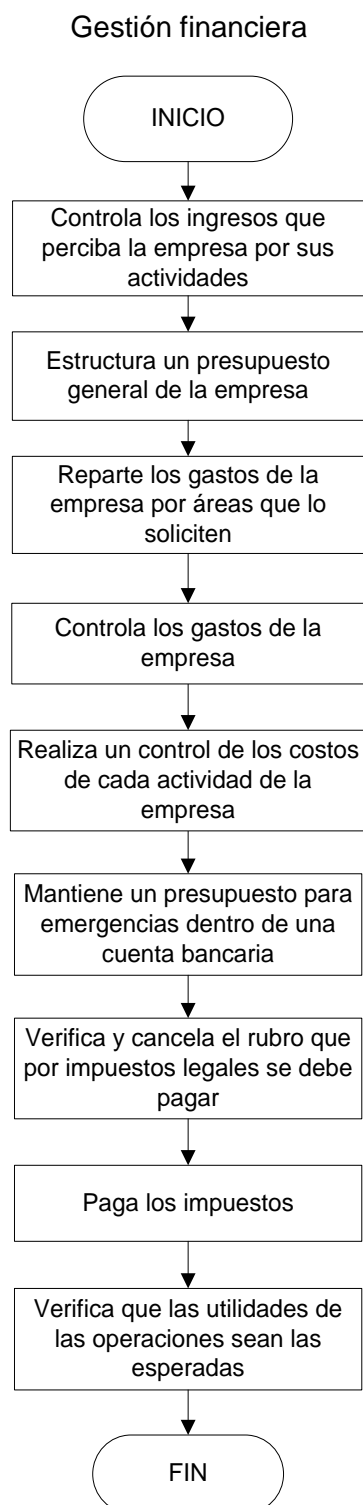 Gestión financiera
INICIO
Controla los ingresos que
perciba la empresa por sus
actividades
Estructura un presupuesto
general de la empresa
Reparte los gastos de la
empresa por áreas que lo
soliciten
Controla los gastos de la
empresa
Realiza un control de los costos
de cada actividad de la
empresa
Mantiene un presupuesto para
emergencias dentro de una
cuenta bancaria
Verifica y cancela el rubro que
por impuestos legales se debe
pagar
Paga los impuestos
Verifica que las utilidades de
las operaciones sean las
esperadas
FIN